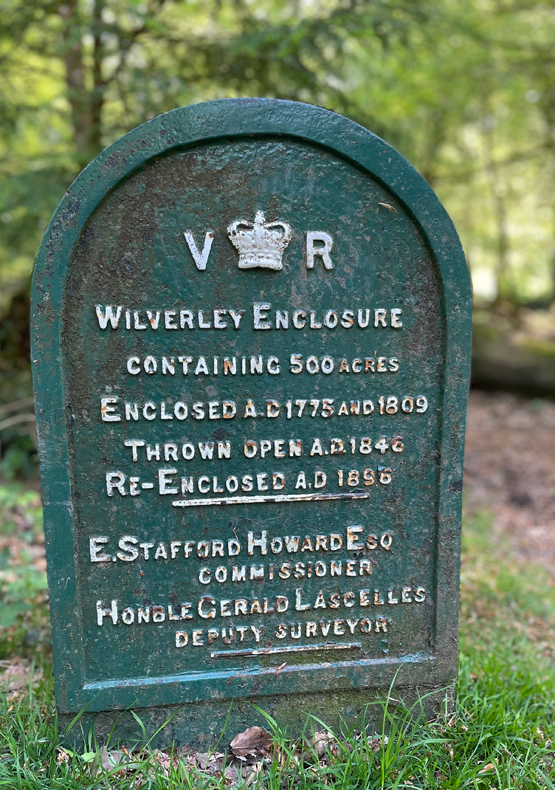 V R
WILVERLEY ENCLOSURE
CONTAINING 500 ACRES
ENCLOSED A.D 1775 AND 1809
THROWN OPEN A.D. 1846
RE-ENCLOSED A.D 1896
E. STAFFORD HOWARD ESQ
COMMISSIONER
HONBLE GERALD LASCELLES
DEPUTY SURVEYOR